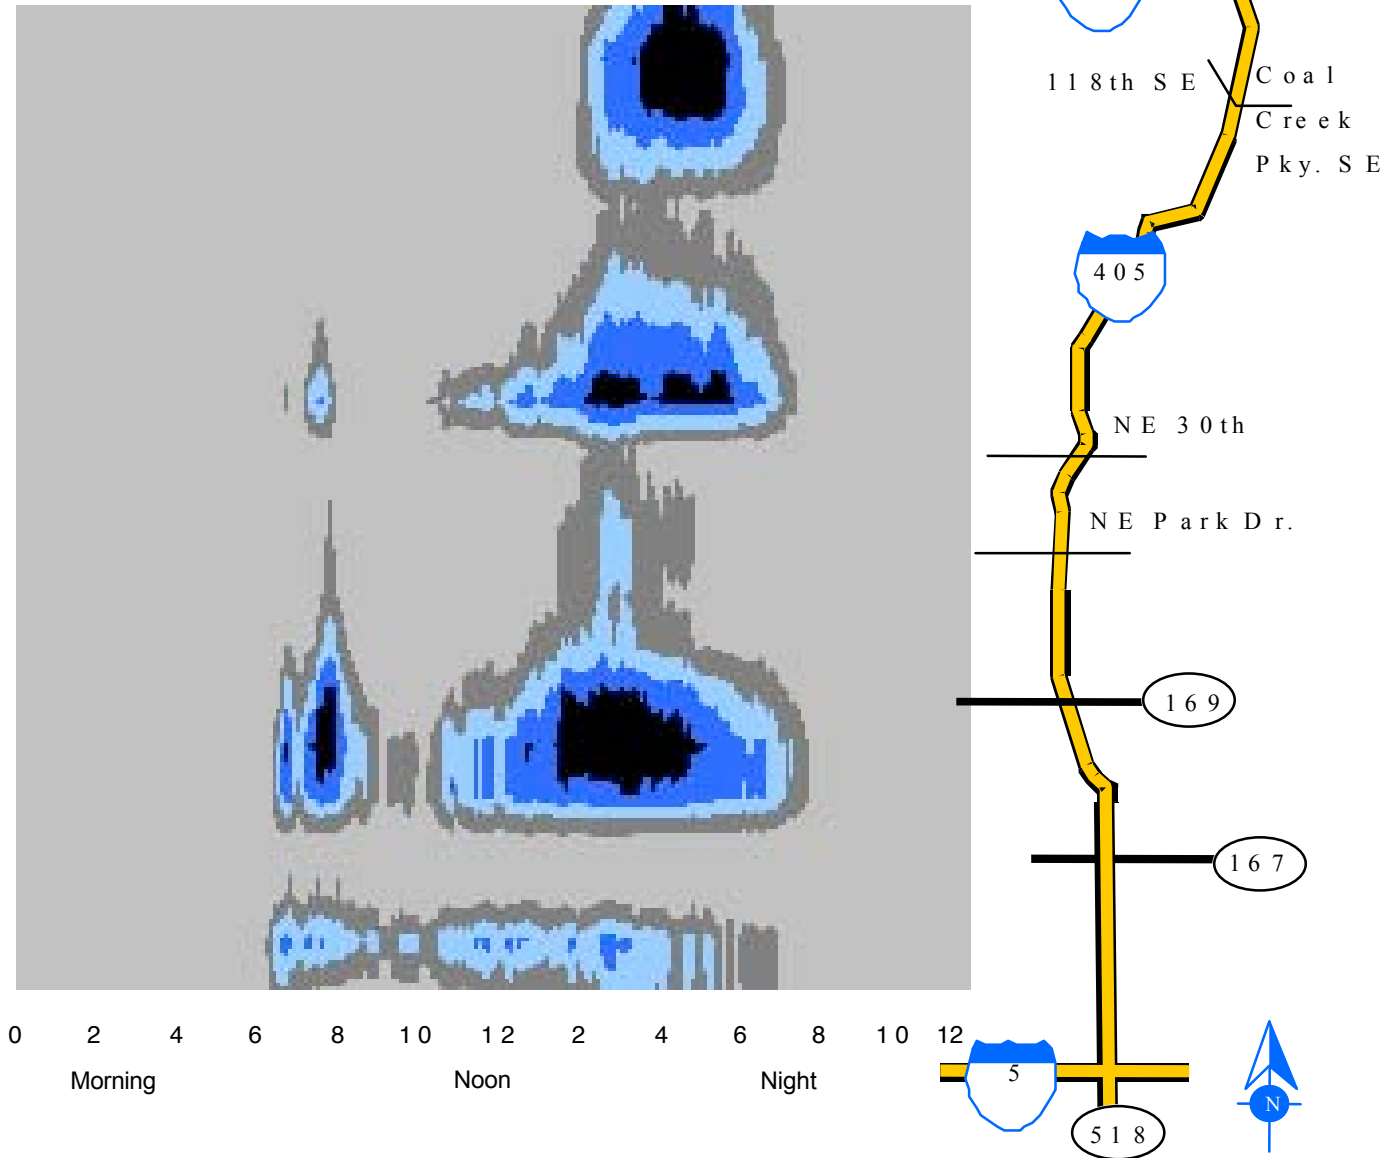 118th SE
Coal
Creek
Pky. SE
405
NE 30th
NE Park Dr.
169
167
0 2 4 6 8 10 12 2 4 6 8 10 12
Morning Noon Night
5
N
518